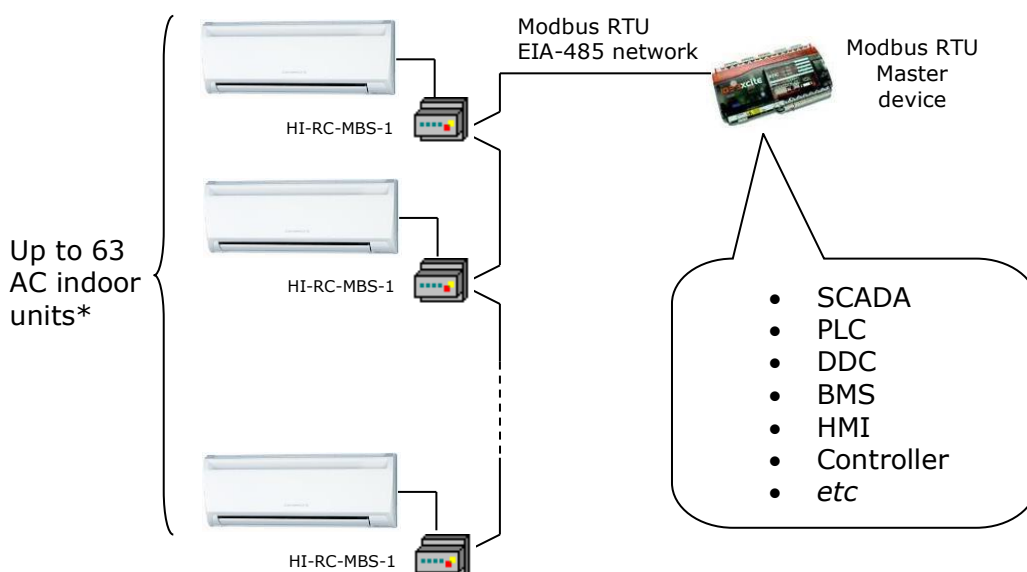 Modbus RTU
EIA-485 network
Modbus RTU
Master
device
HI-RC-MBS-1
Up to 63
AC indoor
units*
HI-RC-MBS-1
HI-RC-MBS-1
• SCADA
• PLC
• DDC
• BMS
• HMI
• Controller
• etc